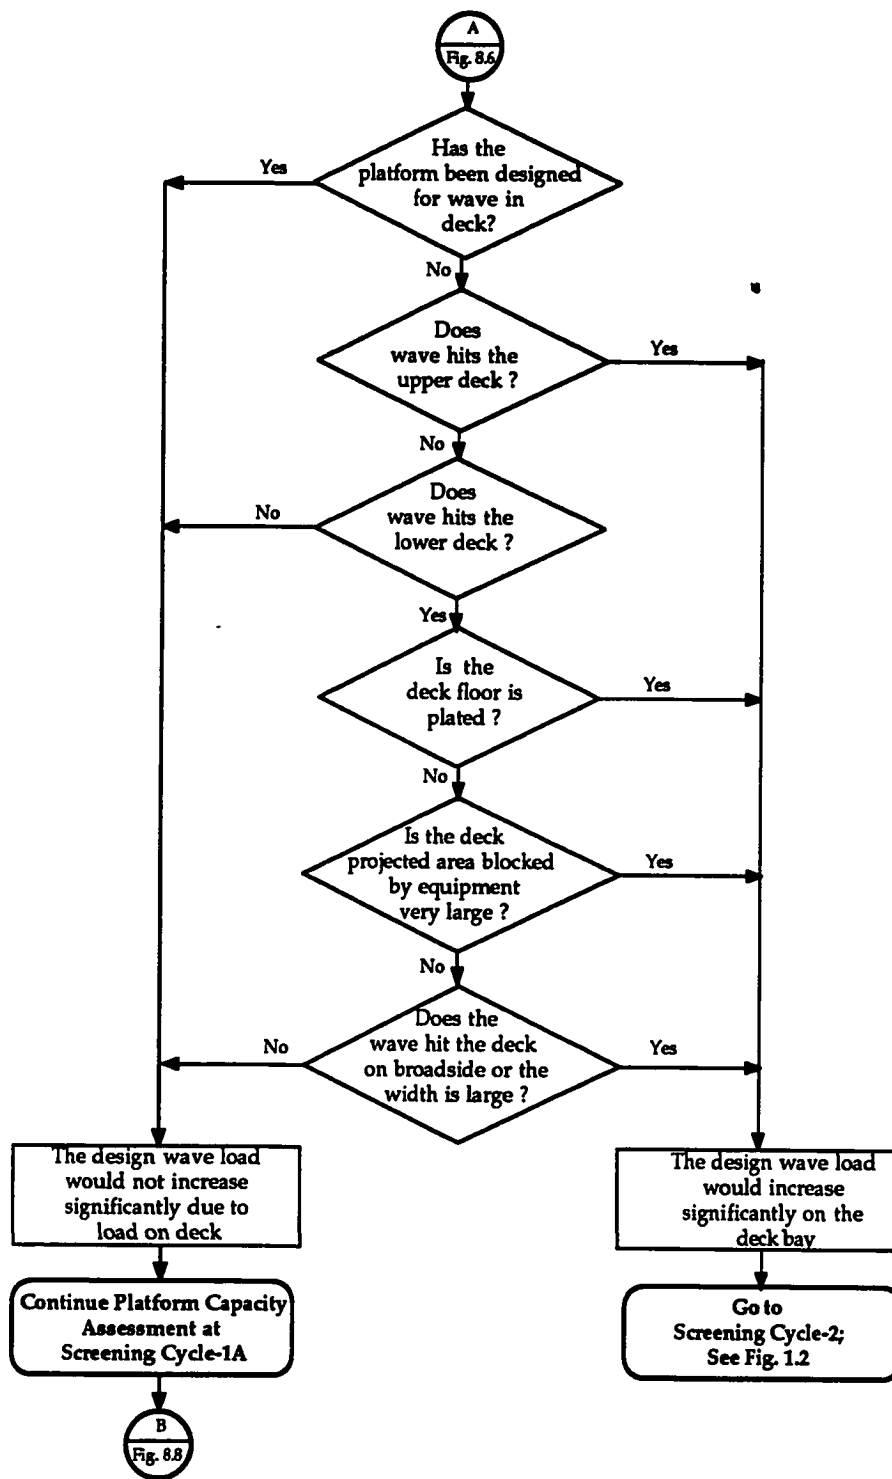 A
Fig. 8.6
Has the
platform been designed
for wave in
deck?
Yes
No
Does
wave hits the
upper deck ?
Yes
No
Does
wave hits the
lower deck ?
No
Yes
Is the
deck floor is
plated ?
Yes
No
Is the deck
projected area blocked
by equipment
very large ?
Yes
No
Does the
wave hit the deck
on broadside or the
width is large ?
No
Yes
The design wave load
would not increase
significantly due to
load on deck
The design wave load
would increase
significantly on the
deck bay
Continue Platform Capacity
Assessment at
Screening Cycle-1A
Go to
Screening Cycle-2;
See Fig. 1.2
B
Fig. 8.8